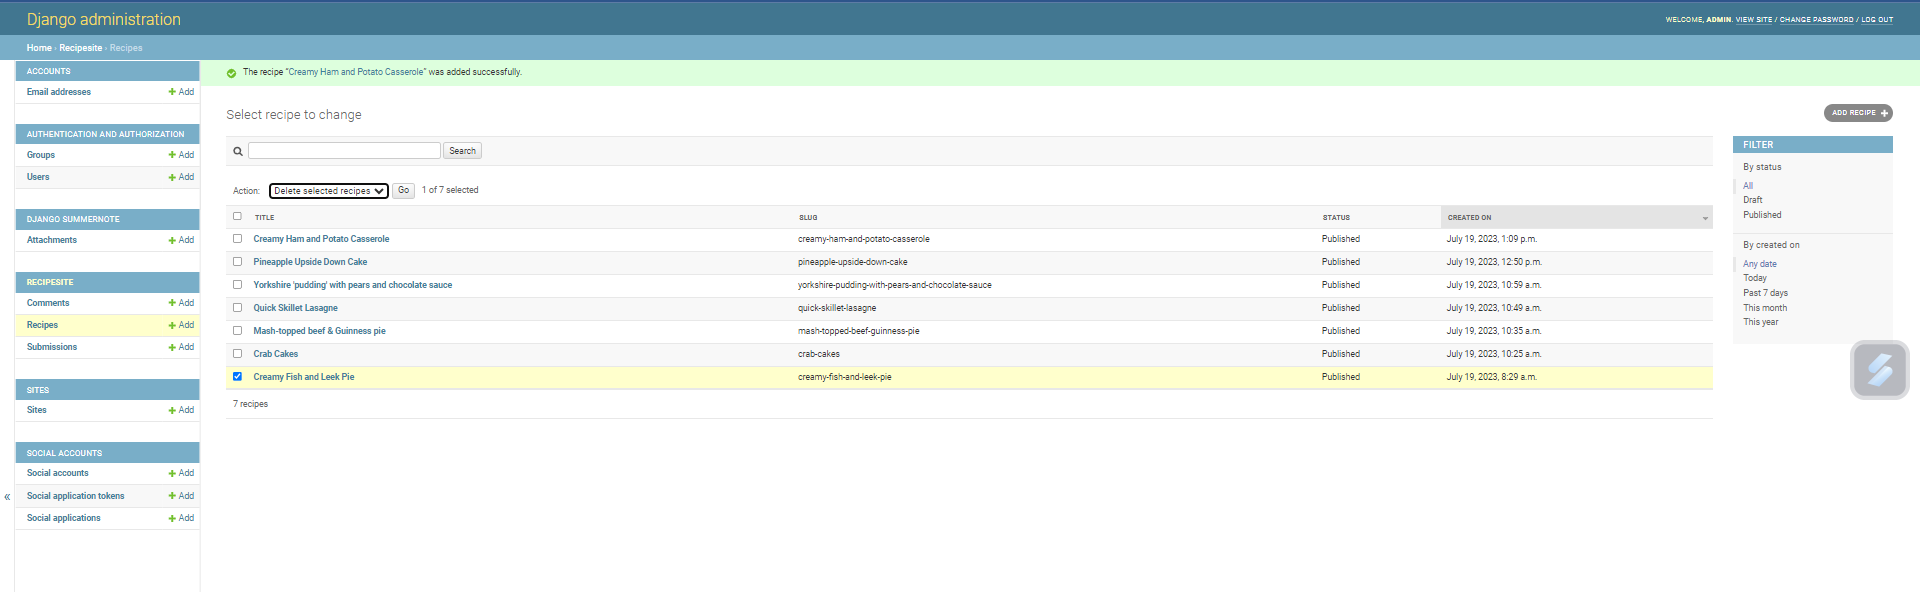 Django administration
WELCOME, ADMIN. VIEW SITE / CHANGE PASSWORD / LOG OUT
Home › Recipesite › Recipes
ACCOUNTS
Email addresses + Add
AUTHENTICATION AND AUTHORIZATION
Groups + Add
Users + Add
DJANGO SUMMERNOTE
Attachments + Add
RECIPESITE
Comments + Add
Recipes + Add
Submissions + Add
SITES
Sites + Add
SOCIAL ACCOUNTS
Social accounts + Add
Social application tokens + Add
Social applications + Add
«
The recipe "Creamy Ham and Potato Casserole" was added successfully.
Select recipe to change
ADD RECIPE +
Search
Action: Delete selected recipes Go 1 of 7 selected
TITLE SLUG STATUS CREATED ON
Creamy Ham and Potato Casserole creamy-ham-and-potato-casserole Published July 19, 2023, 1:09 p.m.
Pineapple Upside Down Cake pineapple-upside-down-cake Published July 19, 2023, 12:50 p.m.
Yorkshire 'pudding' with pears and chocolate sauce yorkshire-pudding-with-pears-and-chocolate-sauce Published July 19, 2023, 10:59 a.m.
Quick Skillet Lasagne quick-skillet-lasagne Published July 19, 2023, 10:49 a.m.
Mash-topped beef & Guinness pie mash-topped-beef-guinness-pie Published July 19, 2023, 10:35 a.m.
Crab Cakes crab-cakes Published July 19, 2023, 10:25 a.m.
Creamy Fish and Leek Pie creamy-fish-and-leek-pie Published July 19, 2023, 8:29 a.m.
7 recipes
FILTER
By status
All
Draft
Published
By created on
Any date
Today
Past 7 days
This month
This year